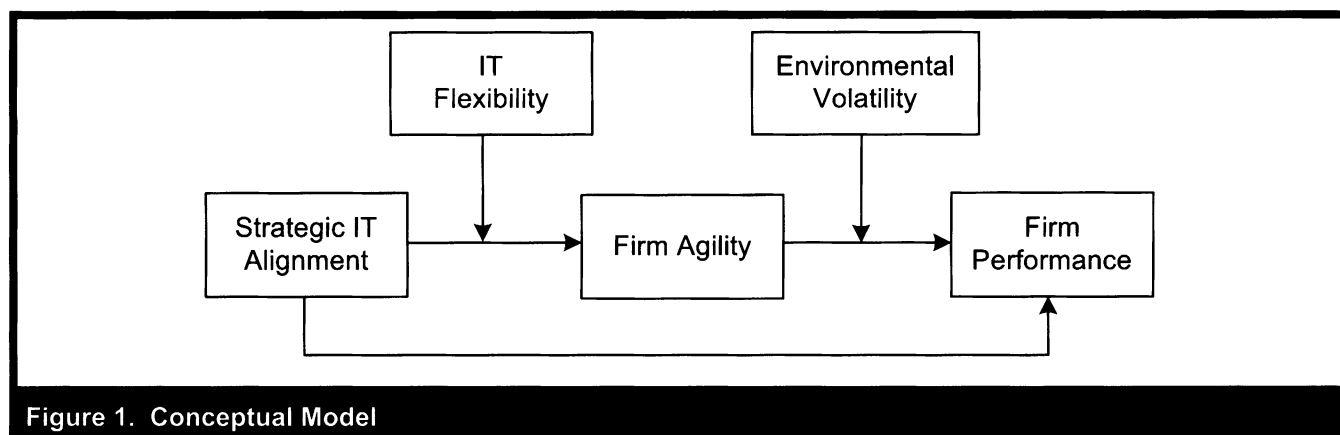 IT
Flexibility
Environmental
Volatility
Strategic IT
Alignment
Firm Agility
Firm
Performance
Figure 1. Conceptual Model